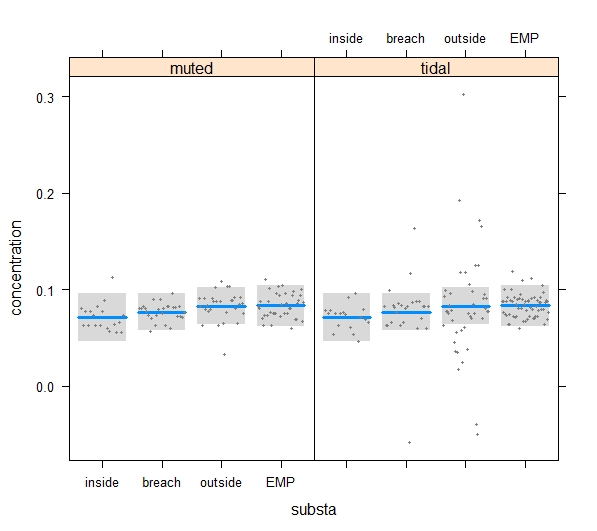 inside breach outside EMP
muted tidal
0.3
0.2
0.1
0.0
concentration
inside breach outside EMP
substa